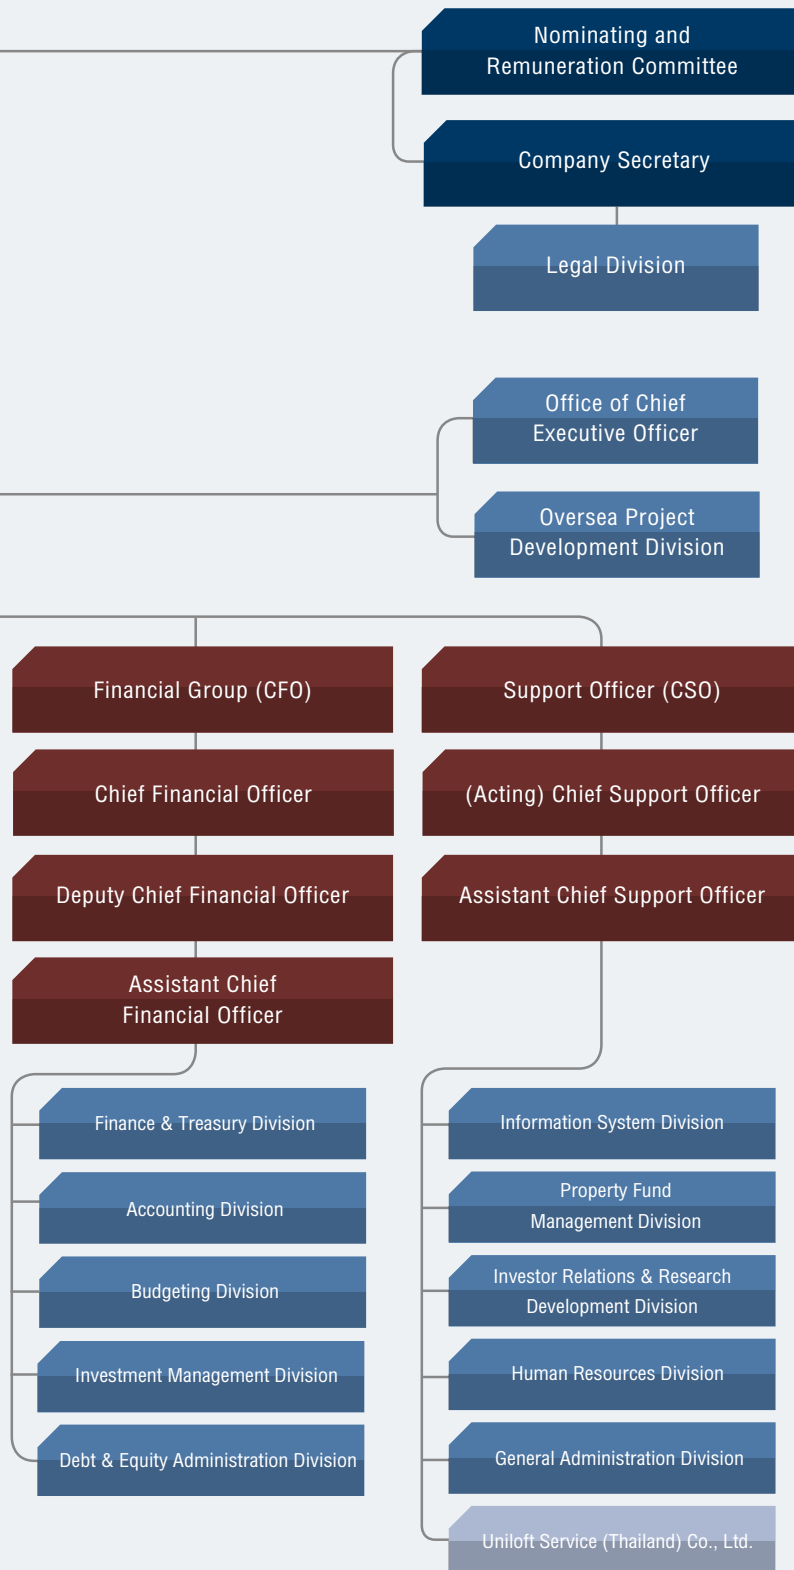 Nominating and
Remuneration Committee
Company Secretary
Legal Division
Office of Chief
Executive Officer
Oversea Project
Development Division
Financial Group (CFO)
Chief Financial Officer
Deputy Chief Financial Officer
Assistant Chief
Financial Officer
Finance & Treasury Division
Accounting Division
Budgeting Division
Investment Management Division
Debt & Equity Administration Division
Support Officer (CSO)
(Acting) Chief Support Officer
Assistant Chief Support Officer
Information System Division
Property Fund
Management Division
Investor Relations & Research
Development Division
Human Resources Division
General Administration Division
Uniloft Service (Thailand) Co., Ltd.